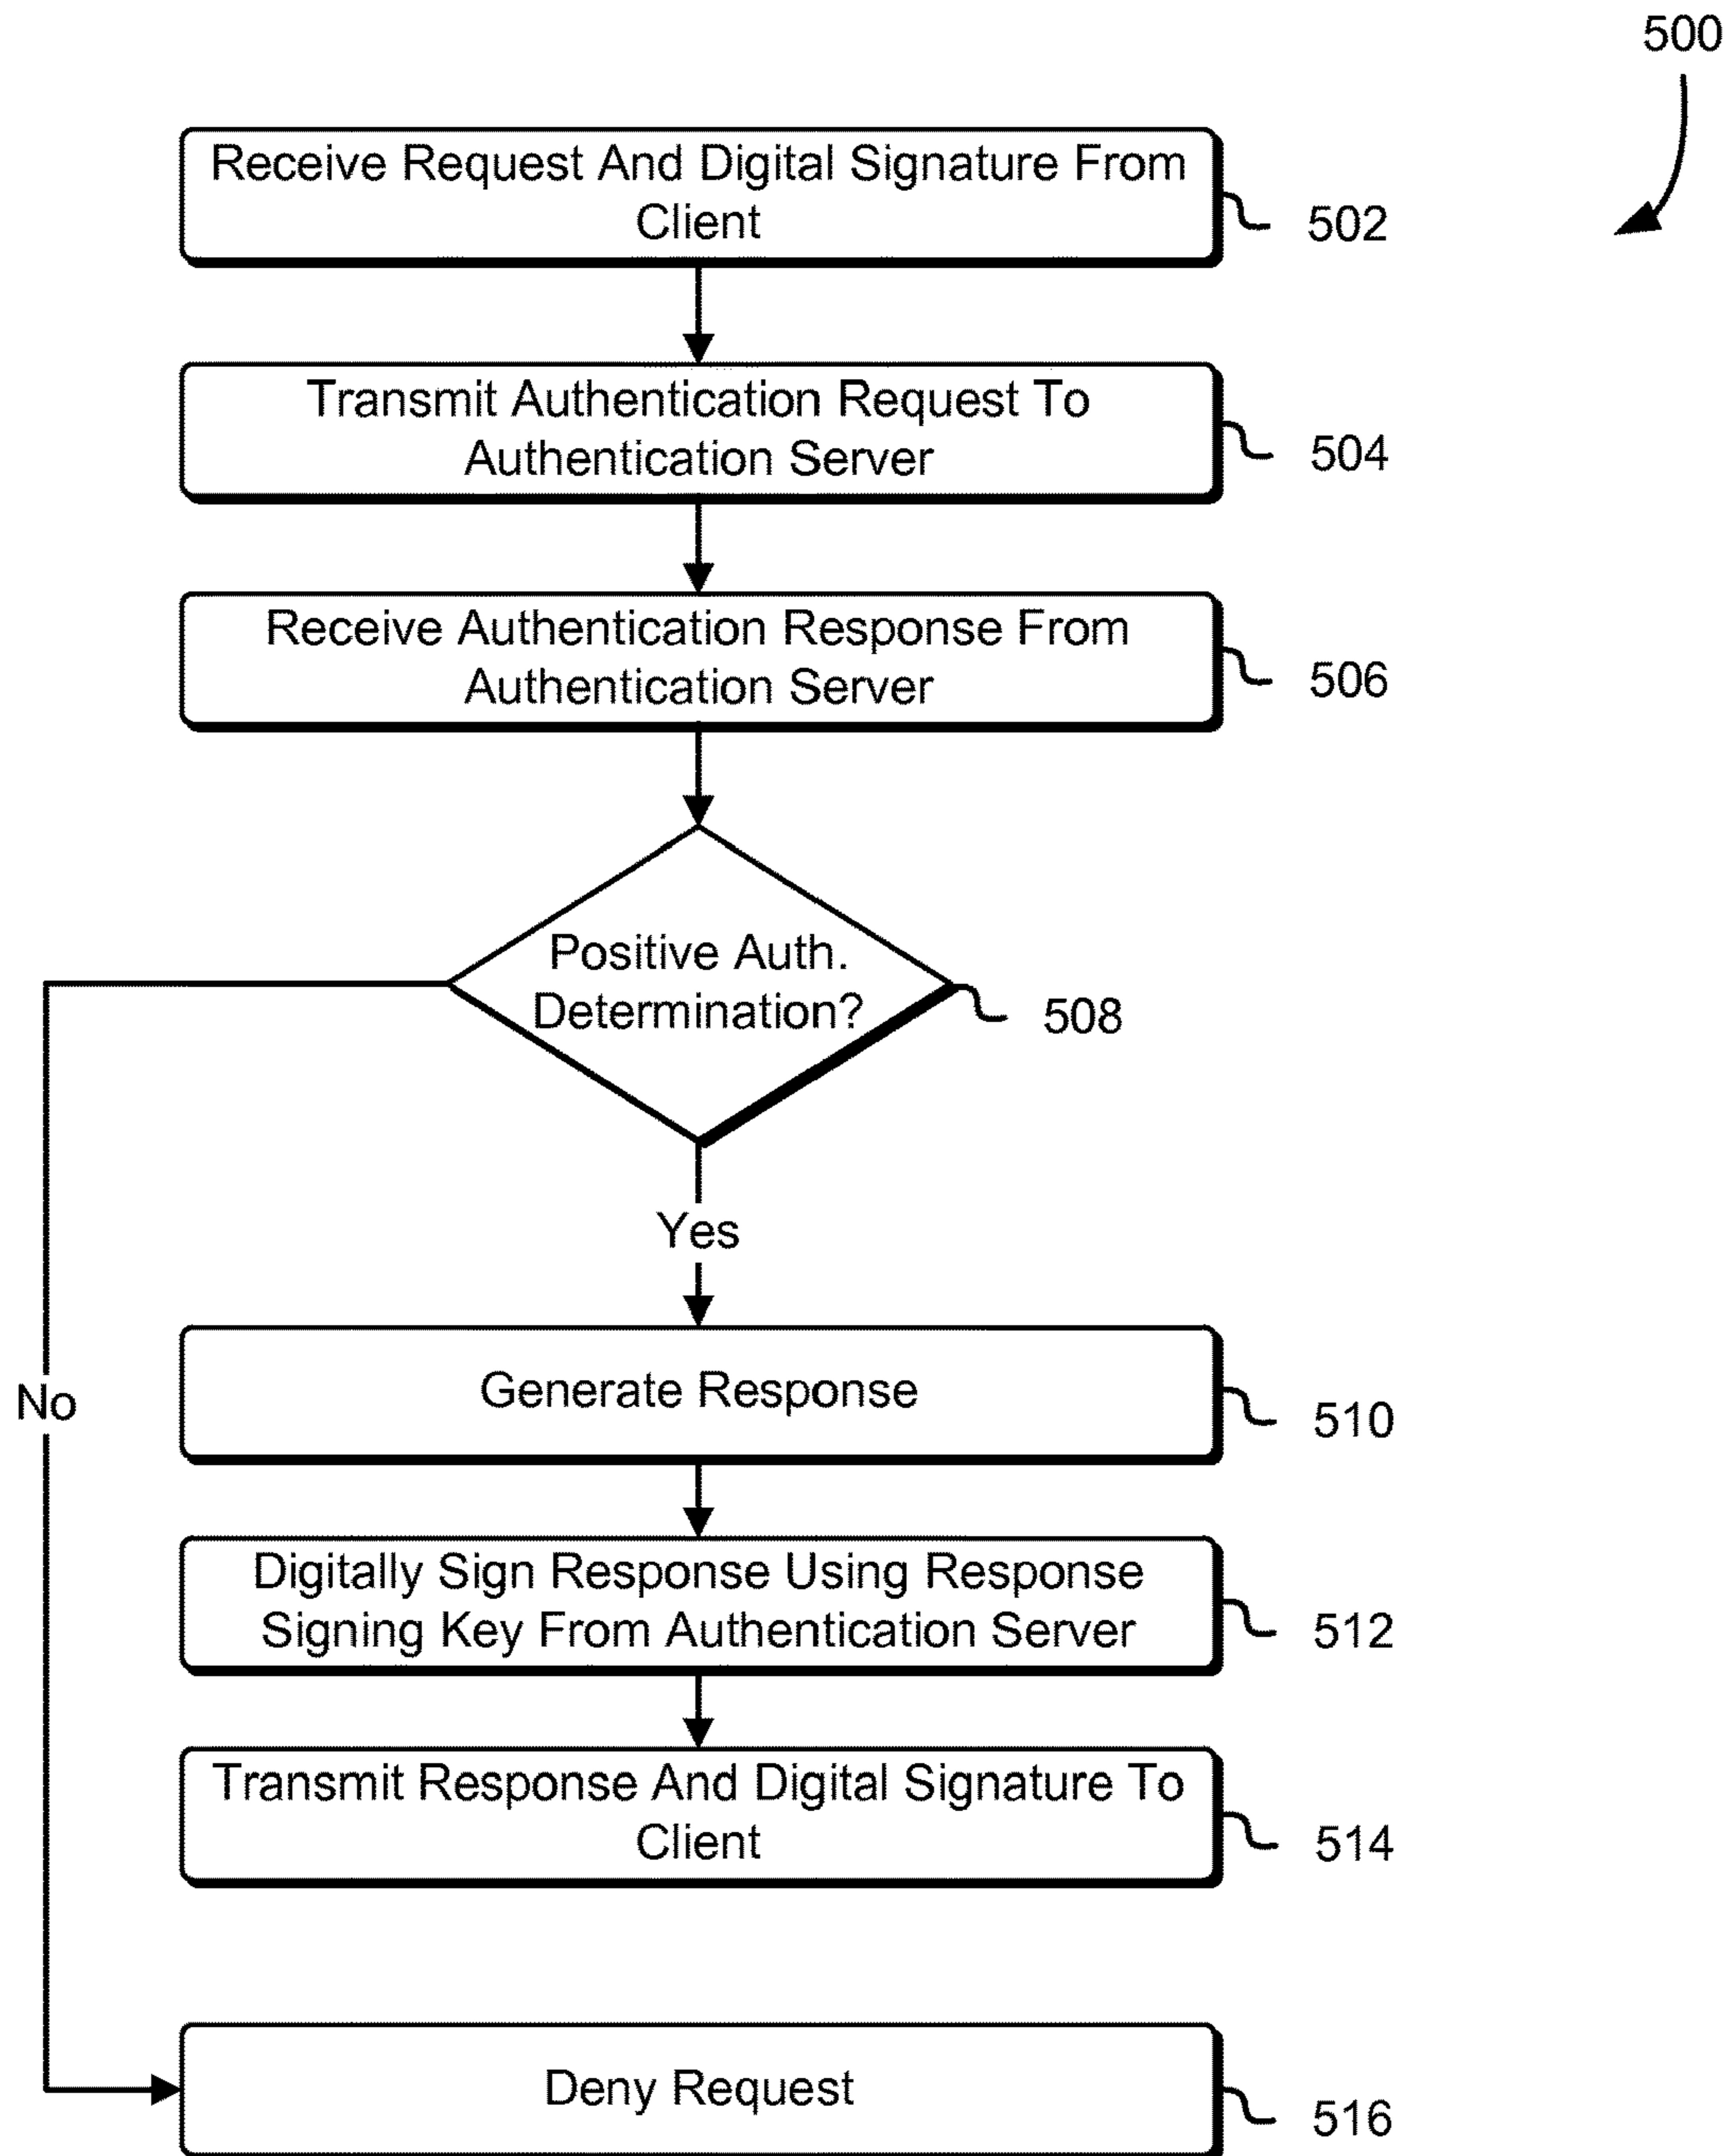 500
Receive Request And Digital Signature From
Client
502
Transmit Authentication Request To
Authentication Server
504
Receive Authentication Response From
Authentication Server
506
Positive Auth.
Determination?
508
Yes
No
Generate Response
510
Digitally Sign Response Using Response
Signing Key From Authentication Server
512
Transmit Response And Digital Signature To
Client
514
Deny Request
516